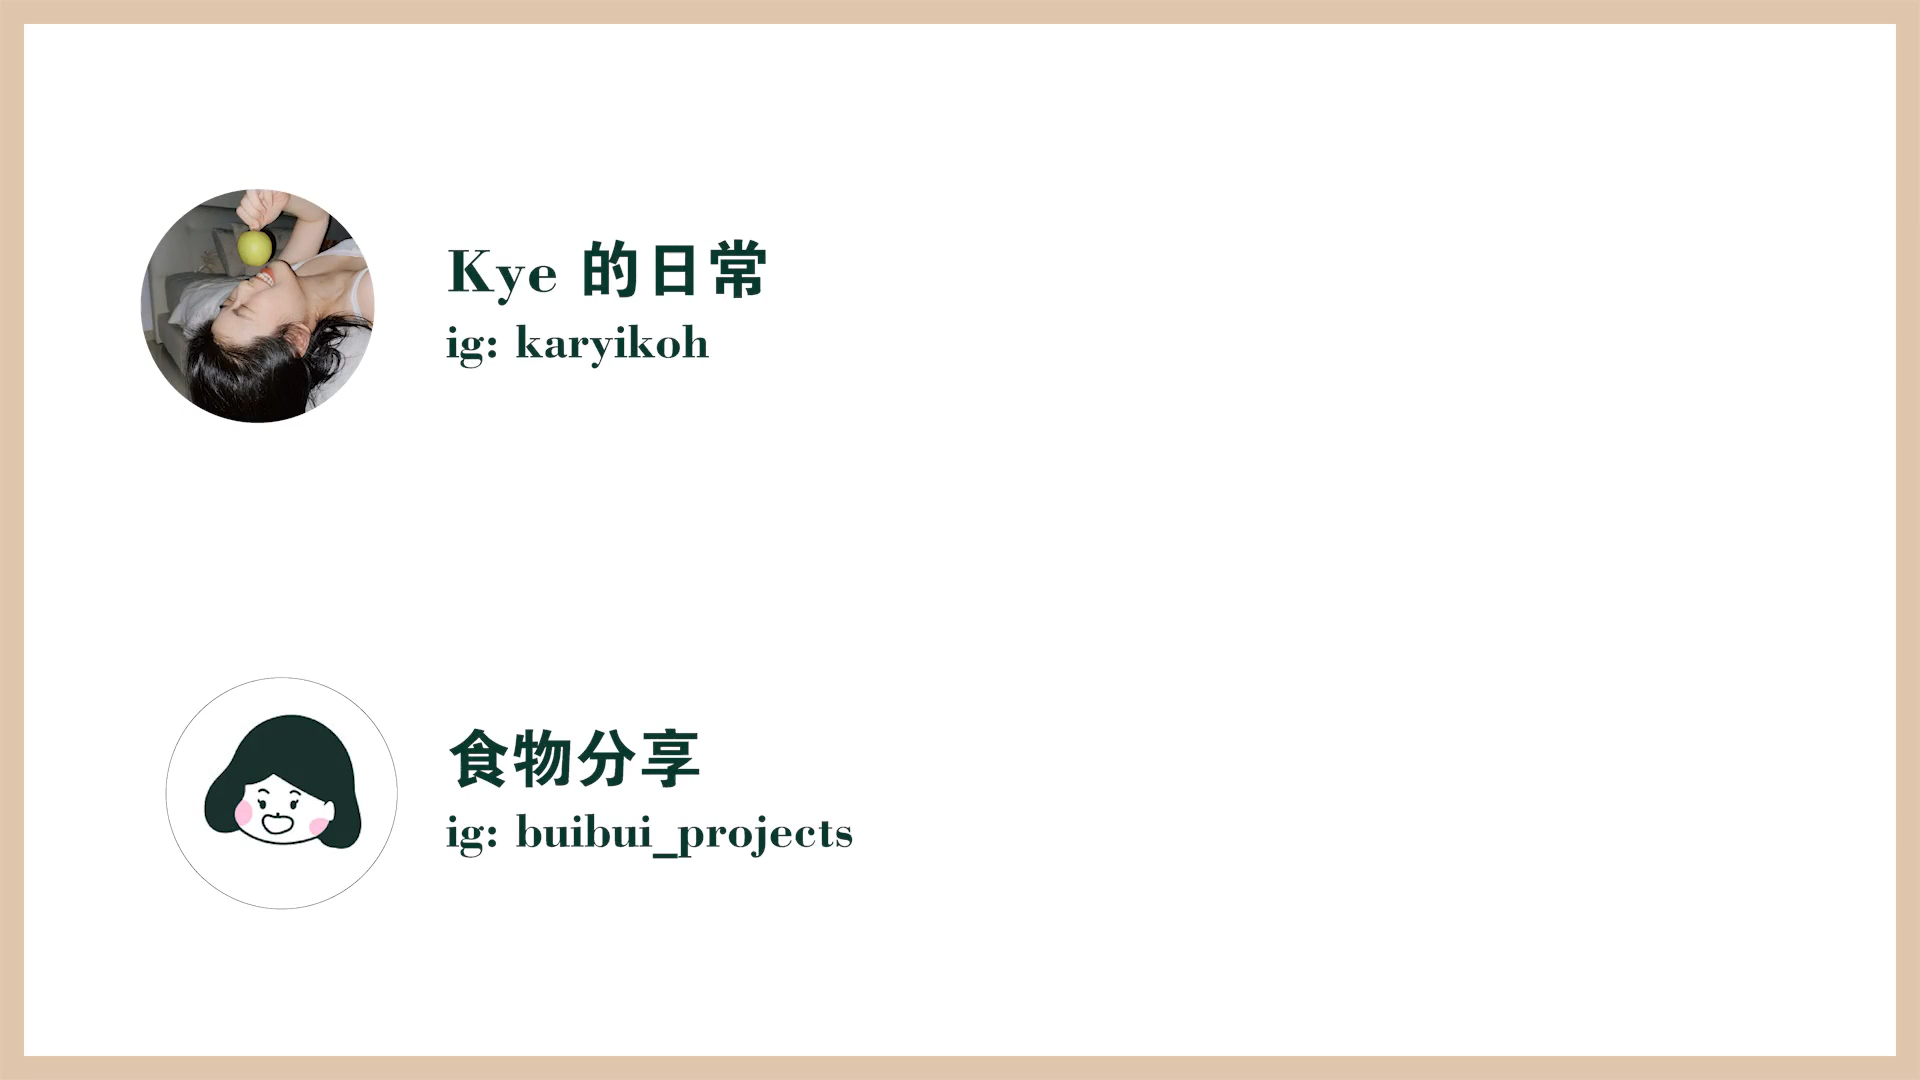 Kye 的日常
ig: karyikoh
食物分享
ig: buibui_projects